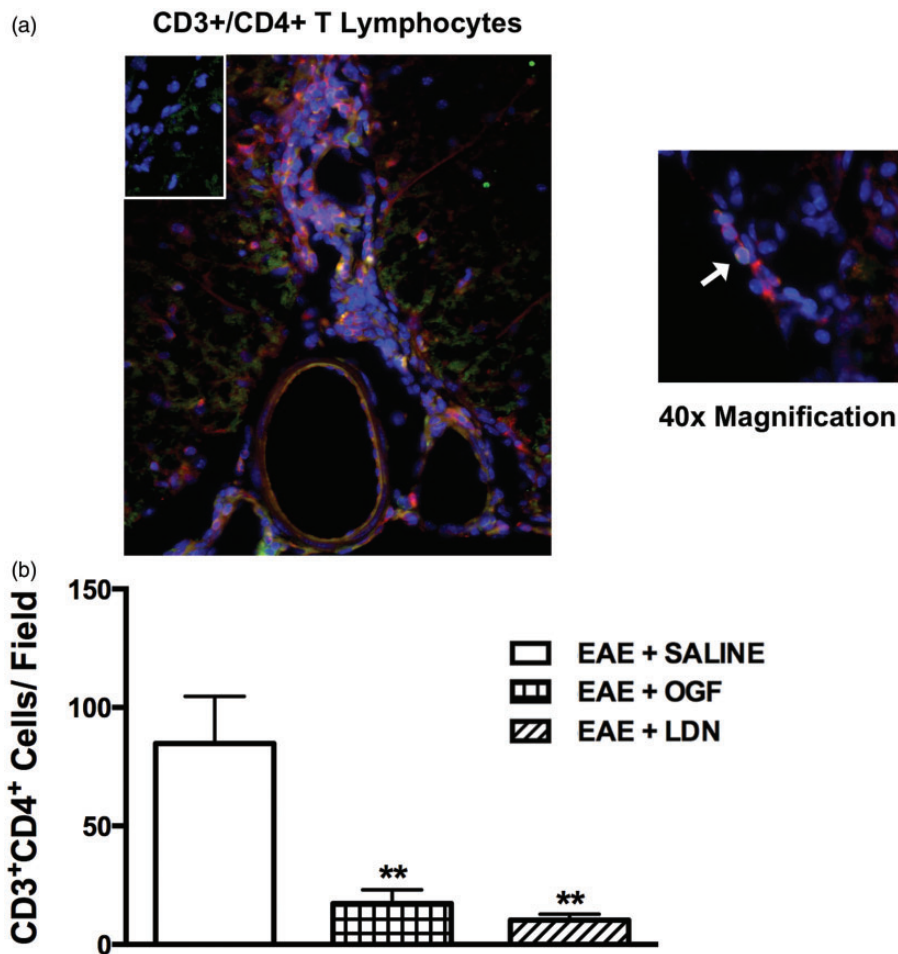 (a)
CD3+/CD4+ T Lymphocytes
40x Magnification
(b)
CD3⁺CD4⁺ Cells/ Field
150
100
50
0
**
**
EAE + SALINE
EAE + OGF
EAE + LDN